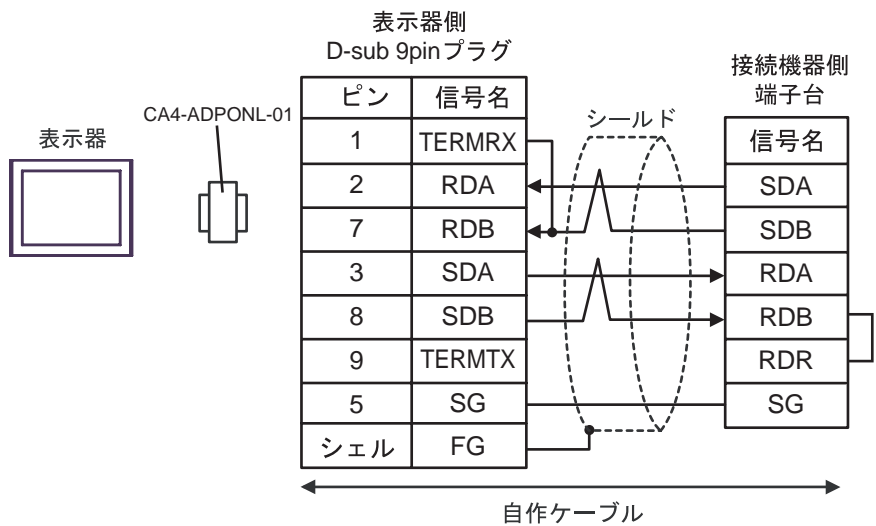 表示器側
D-sub 9pinプラグ
接続機器側
端子台
CA4-ADPONL-01
表示器
シールド
ピン 信号名
1 TERMRX
2 RDA
7 RDB
3 SDA
8 SDB
9 TERMTX
5 SG
シェル FG
信号名
SDA
SDB
RDA
RDB
RDR
SG
自作ケーブル